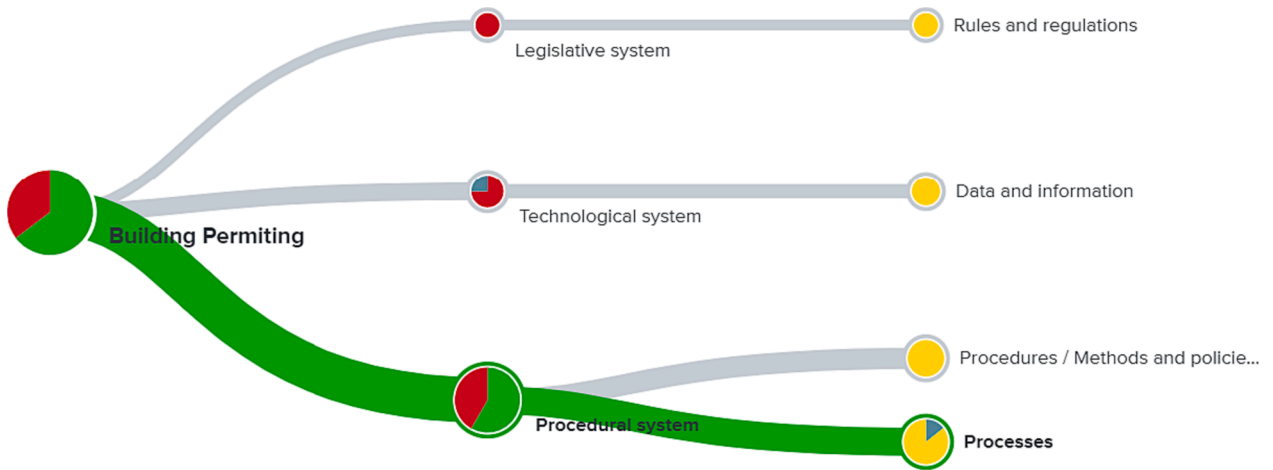 Rules and regulations
Legislative system
Data and information
Technological system
Building Permiting
Procedures / Methods and policie...
Procedural system
Processes